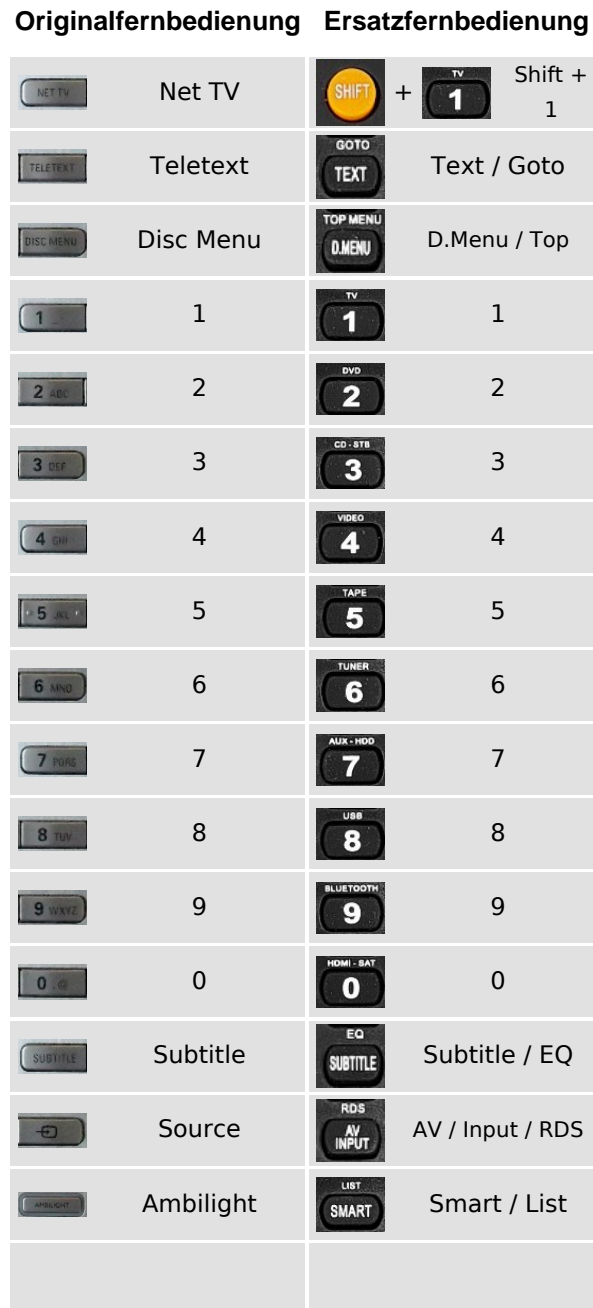 Originalfernbedienung Ersatzfernbedienung
NET TV Net TV SHIFT + TV 1 Shift + 1
TELETEXT Teletext GOTO TEXT Text / Goto
DISC MENU Disc Menu TOP MENU D.MENU D.Menu / Top
1 1 TV 1 1
2 ABC 2 DVD 2 2
3 DEF 3 CD - STB 3 3
4 GHI 4 VIDEO 4 4
5 JKL 5 TAPE 5 5
6 MNO 6 TUNER 6 6
7 PQRS 7 AUX - HDD 7 7
8 TUV 8 USB 8 8
9 WXYZ 9 BLUETOOTH 9 9
0 .@ 0 HDMI - SAT 0 0
SUBTITLE Subtitle EQ SUBTITLE Subtitle / EQ
Source RDS AV INPUT AV / Input / RDS
AMBILIGHT Ambilight LIST SMART Smart / List